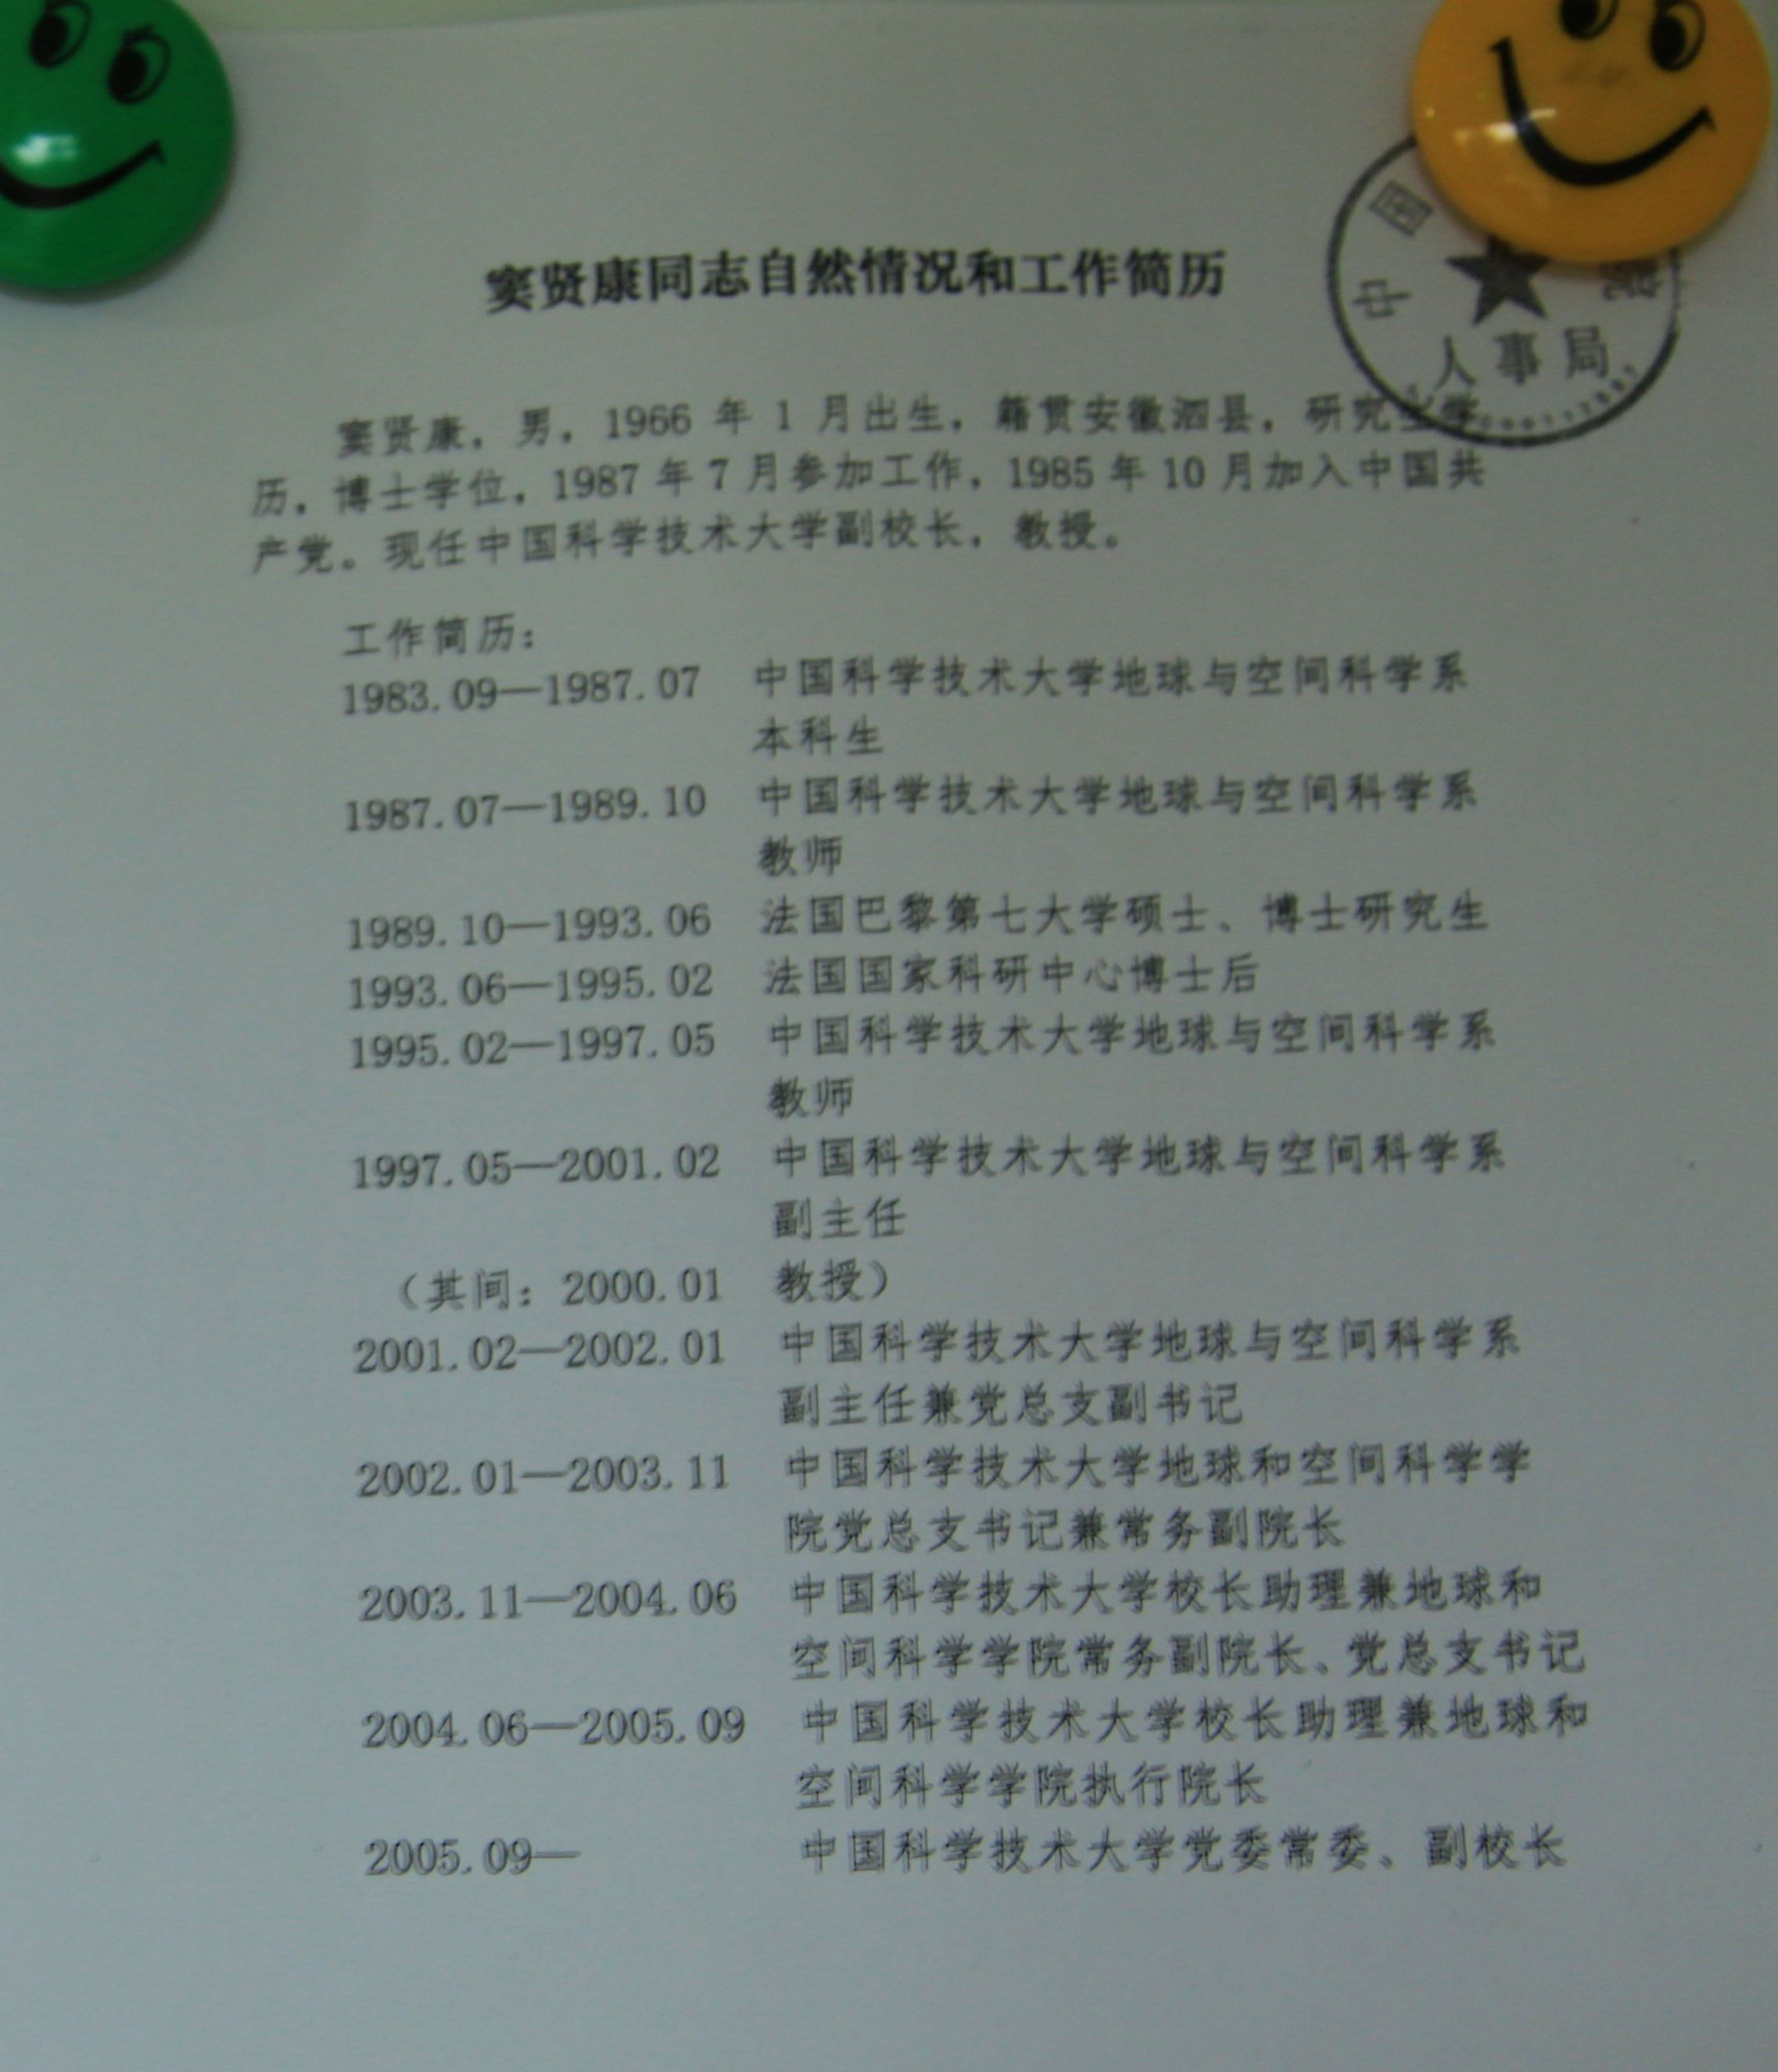 窦贤康同志自然情况和工作简历
中国
院
人事局
窦贤康，男，1966 年 1 月出生，籍贯安徽泗县，研究生学
历，博士学位，1987 年 7 月参加工作，1985 年 10 月加入中国共
产党。现任中国科学技术大学副校长，教授。
工作简历：
1983.09—1987.07 中国科学技术大学地球与空间科学系
本科生
1987.07—1989.10 中国科学技术大学地球与空间科学系
教师
1989.10—1993.06 法国巴黎第七大学硕士、博士研究生
1993.06—1995.02 法国国家科研中心博士后
1995.02—1997.05 中国科学技术大学地球与空间科学系
教师
1997.05—2001.02 中国科学技术大学地球与空间科学系
副主任
（其间：2000.01 教授）
2001.02—2002.01 中国科学技术大学地球与空间科学系
副主任兼党总支副书记
2002.01—2003.11 中国科学技术大学地球和空间科学学
院党总支书记兼常务副院长
2003.11—2004.06 中国科学技术大学校长助理兼地球和
空间科学学院常务副院长、党总支书记
2004.06—2005.09 中国科学技术大学校长助理兼地球和
空间科学学院执行院长
2005.09— 中国科学技术大学党委常委、副校长